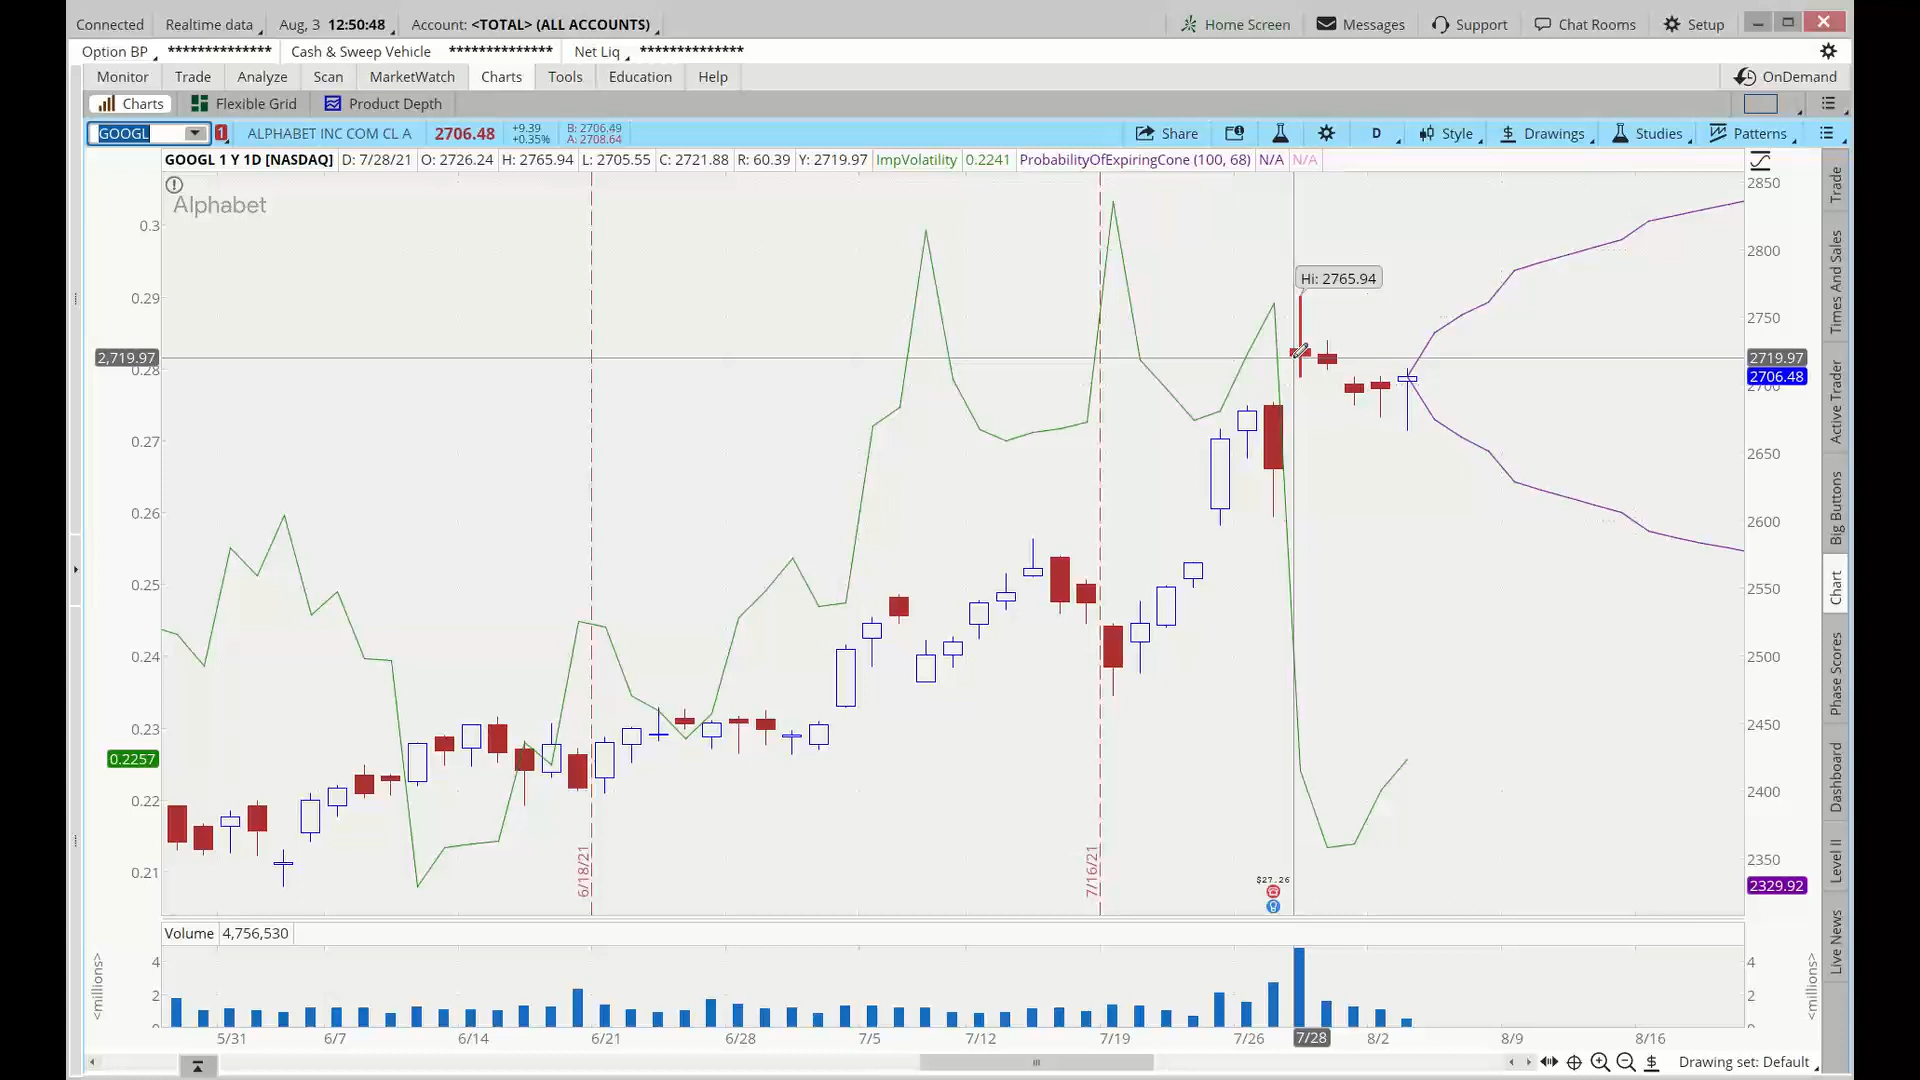 Connected Realtime data Aug, 3 12:50:48 Account: <TOTAL> (ALL ACCOUNTS) Home Screen Messages Support Chat Rooms Setup
Option BP ************** Cash & Sweep Vehicle ************** Net Liq **************
Monitor Trade Analyze Scan MarketWatch Charts Tools Education Help OnDemand
Charts Flexible Grid Product Depth
GOOGL 1 ALPHABET INC COM CL A 2706.48 +9.39 +0.35% B: 2706.49 A: 2708.64 Share D Style Drawings Studies Patterns
GOOGL 1 Y 1D [NASDAQ] D: 7/28/21 O: 2726.24 H: 2765.94 L: 2705.55 C: 2721.88 R: 60.39 Y: 2719.97 ImpVolatility 0.2241 ProbabilityOfExpiringCone (100, 68) N/A N/A
Alphabet
Hi: 2765.94
0.3
0.29
2,719.97
0.28
0.27
0.26
0.25
0.24
0.23
0.2257
0.22
0.21
2850
2800
2750
2719.97
2706.48
2700
2650
2600
2550
2500
2450
2400
2350
2329.92
6/18/21
7/16/21
$27.26
Volume 4,756,530
<millions>
4
2
0
4
2
0
<millions>
5/31 6/7 6/14 6/21 6/28 7/5 7/12 7/19 7/26 7/28 8/2 8/9 8/16
Drawing set: Default
Trade
Times And Sales
Active Trader
Big Buttons
Chart
Phase Scores
Dashboard
Level II
Live News